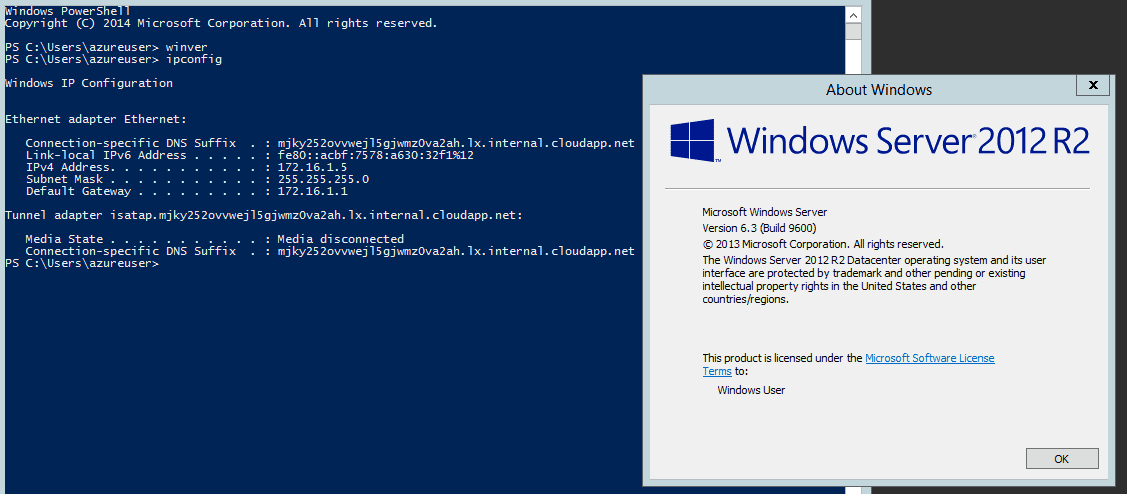 Windows PowerShell
Copyright (C) 2014 Microsoft Corporation. All rights reserved.
PS C:\Users\azureuser> winver
PS C:\Users\azureuser> ipconfig
Windows IP Configuration
Ethernet adapter Ethernet:
Connection-specific DNS Suffix  . : mjky252ovvwejl5gjwmz0va2ah.lx.internal.cloudapp.net
Link-local IPv6 Address . . . . . : fe80::acbf:7578:a630:32f1%12
IPv4 Address. . . . . . . . . . . : 172.16.1.5
Subnet Mask . . . . . . . . . . . : 255.255.255.0
Default Gateway . . . . . . . . . : 172.16.1.1
Tunnel adapter isatap.mjky252ovvwejl5gjwmz0va2ah.lx.internal.cloudapp.net:
Media State . . . . . . . . . . . : Media disconnected
Connection-specific DNS Suffix  . : mjky252ovvwejl5gjwmz0va2ah.lx.internal.cloudapp.net
PS C:\Users\azureuser>
About Windows
X
Windows Server® 2012 R2
Microsoft Windows Server
Version 6.3 (Build 9600)
© 2013 Microsoft Corporation. All rights reserved.
The Windows Server 2012 R2 Datacenter operating system and its user
interface are protected by trademark and other pending or existing
intellectual property rights in the United States and other
countries/regions.
This product is licensed under the Microsoft Software License
Terms to:
Windows User
OK